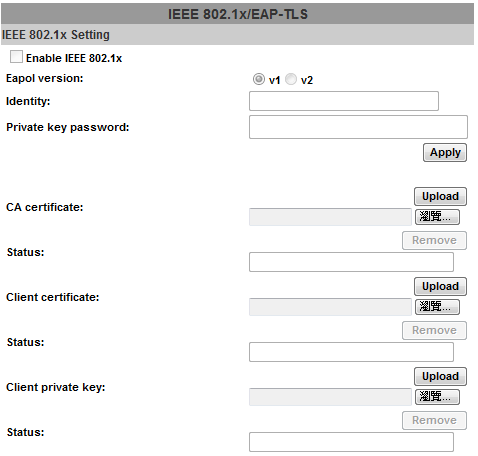 IEEE 802.1x/EAP-TLS
IEEE 802.1x Setting
Enable IEEE 802.1x
Eapol version: v1 v2
Identity:
Private key password:
Apply
Upload
CA certificate: 瀏覽...
Remove
Status:
Upload
Client certificate: 瀏覽...
Remove
Status:
Upload
Client private key: 瀏覽...
Remove
Status: